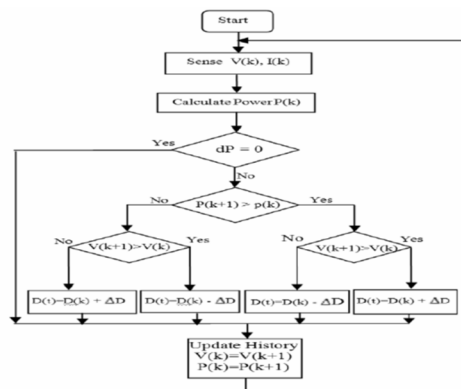 Start
Sense V(k), I(k)
Calculate Power P(k)
Yes
dP = 0
No
No
P(k+1) > p(k)
Yes
No
V(k+1)>V(k)
Yes
No
V(k+1)>V(k)
Yes
D(t)=D(k) + ΔD
D(t)=D(k) - ΔD
D(t)=D(k) - ΔD
D(t)=D(k) + ΔD
Update History
V(k)=V(k+1)
P(k)=P(k+1)